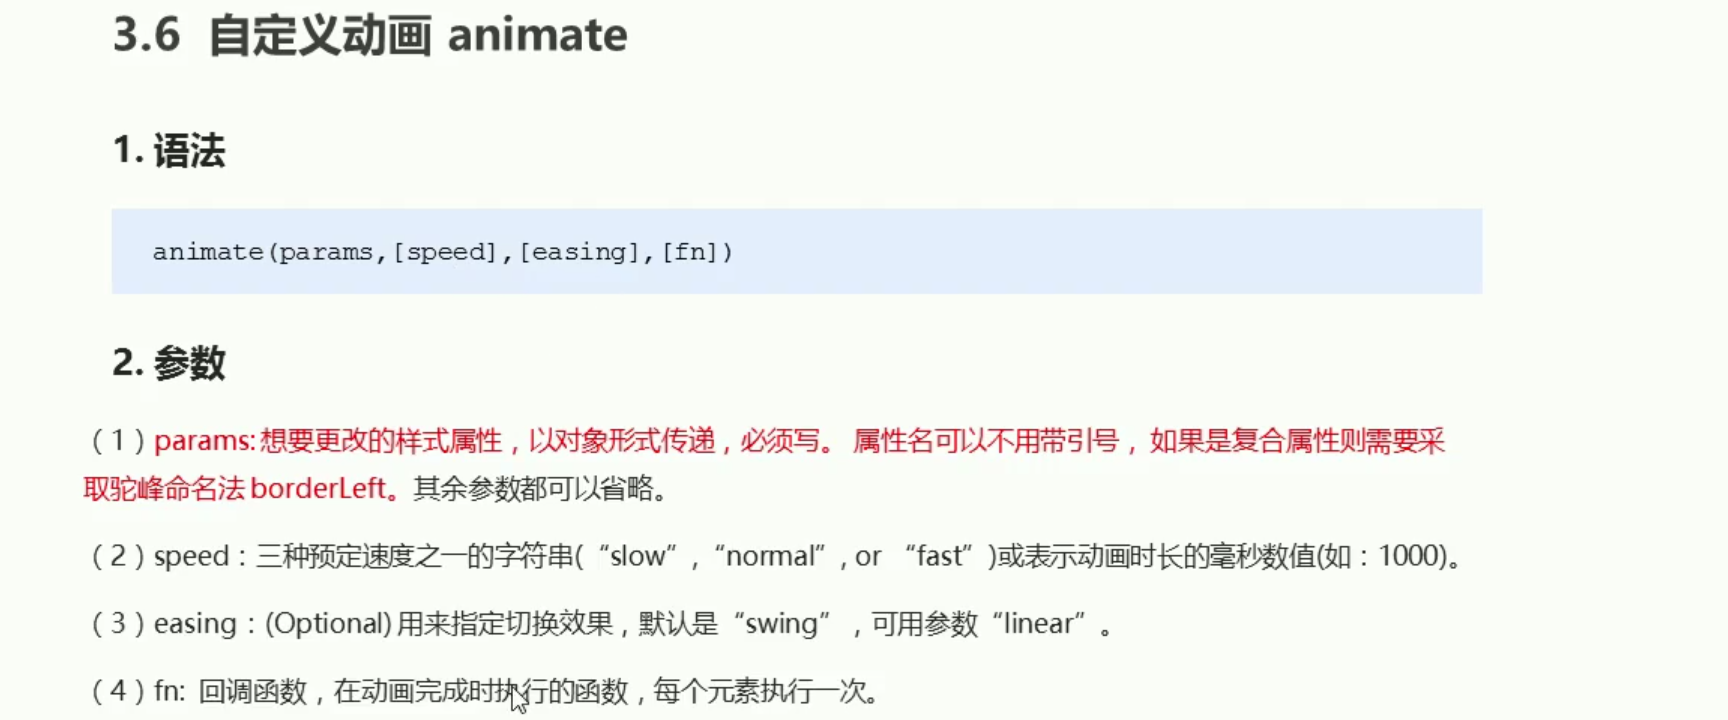 3.6 自定义动画 animate
1. 语法
animate(params,[speed],[easing],[fn])
2. 参数
（1）params: 想要更改的样式属性，以对象形式传递，必须写。 属性名可以不用带引号， 如果是复合属性则需要采
取驼峰命名法 borderLeft。其余参数都可以省略。
（2）speed：三种预定速度之一的字符串(“slow”,“normal”, or “fast”)或表示动画时长的毫秒数值(如：1000)。
（3）easing：(Optional) 用来指定切换效果，默认是“swing”，可用参数“linear”。
（4）fn: 回调函数，在动画完成时执行的函数，每个元素执行一次。